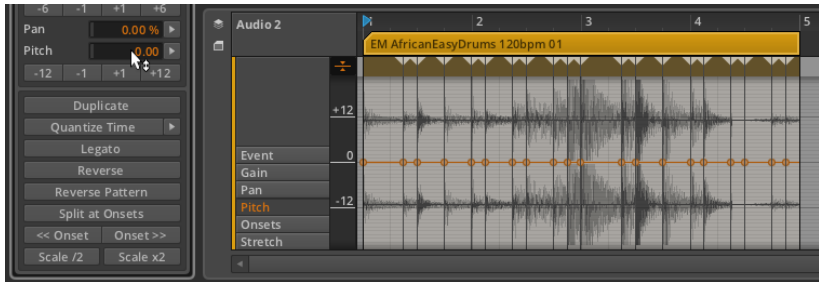 -6 -1 +1 +6
Pan 0.00 %
Pitch 0.00
-12 -1 +1 +12
Duplicate
Quantize Time
Legato
Reverse
Reverse Pattern
Split at Onsets
<< Onset Onset >>
Scale /2 Scale x2
Audio 2
2 3 4 5
EM AfricanEasyDrums 120bpm 01
+12
0
-12
Event
Gain
Pan
Pitch
Onsets
Stretch